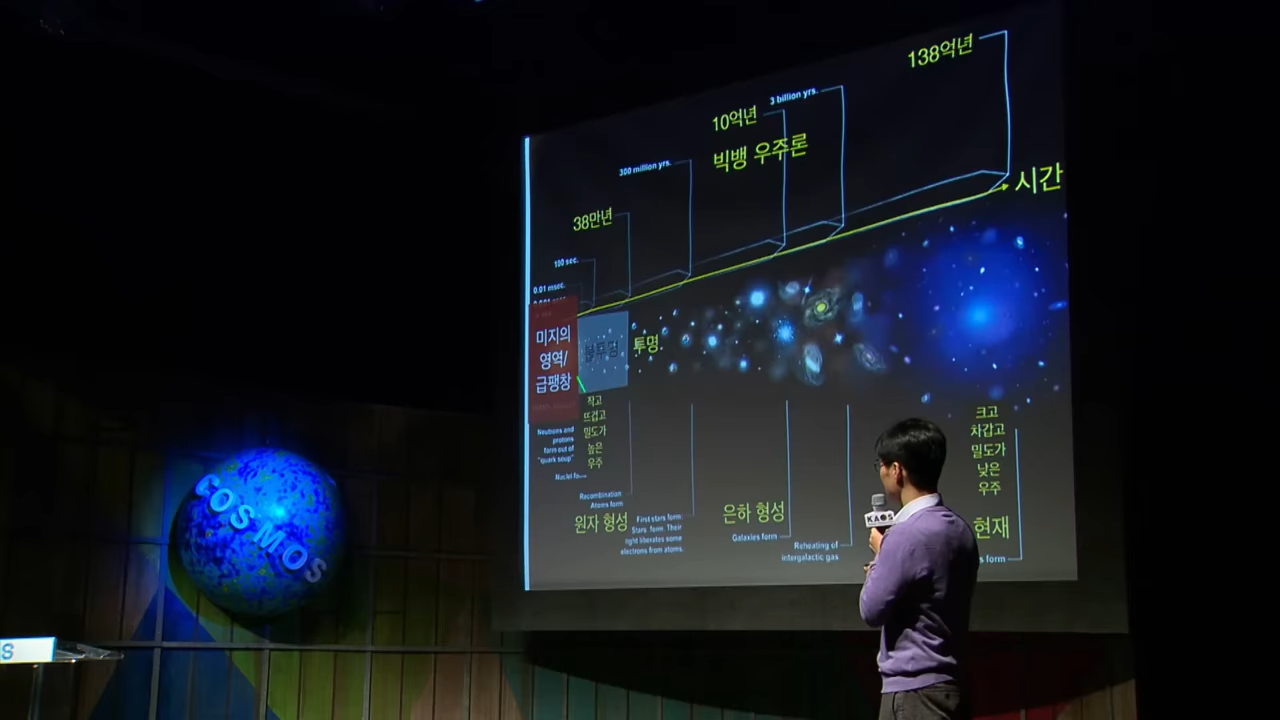 138억년
3 billion yrs.
10억년
빅뱅 우주론
300 million yrs.
시간
38만년
100 sec.
0.01 msec.
미지의
영역/
급팽창
불투명
투명
작고
뜨겁고
밀도가
높은
우주
크고
차갑고
밀도가
낮은
우주
Neutrons and
protons
form out of
"quark soup"
Nuclei
Recombination
Atoms form
원자 형성
First stars form.
Stars form. Their
light liberates some
electrons from atoms.
은하 형성
Galaxies form
Reheating of
intergalactic gas
현재
form
KAOS
COSMOS
S